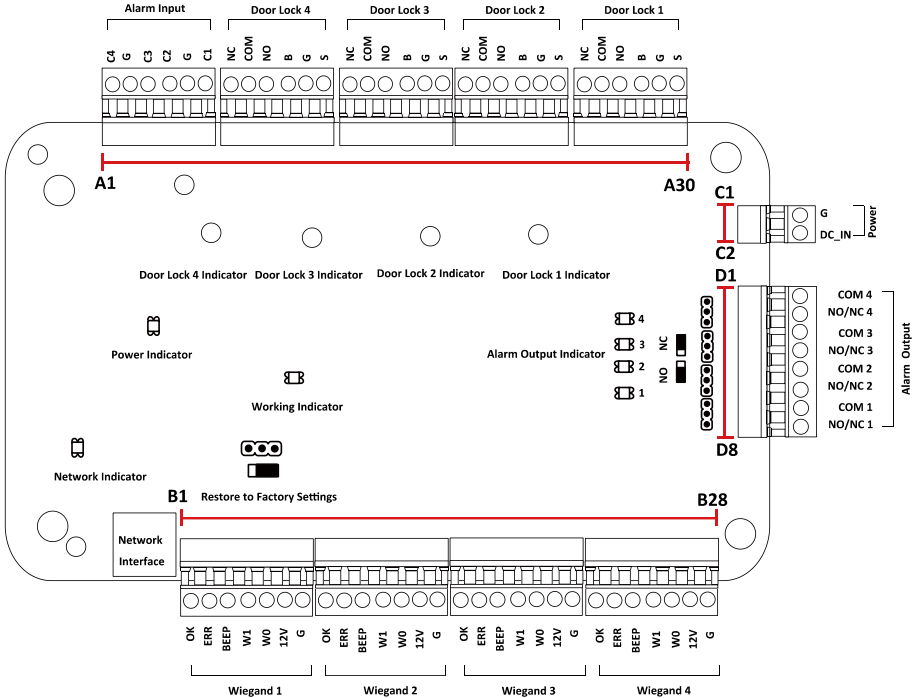 Alarm Input
Door Lock 4
Door Lock 3
Door Lock 2
Door Lock 1
C4 G C3 C2 G C1
NC COM NO B G S
NC COM NO B G S
NC COM NO B G S
NC COM NO B G S
A1
A30
C1
G
DC_IN
Power
C2
Door Lock 4 Indicator
Door Lock 3 Indicator
Door Lock 2 Indicator
Door Lock 1 Indicator
D1
COM 4
NO/NC 4
COM 3
NO/NC 3
COM 2
NO/NC 2
COM 1
NO/NC 1
Alarm Output
4
3
2
1
NC
NO
Power Indicator
Alarm Output Indicator
Working Indicator
D8
Network Indicator
Restore to Factory Settings
B1
B28
Network
Interface
OK ERR BEEP W1 W0 12V G
OK ERR BEEP W1 W0 12V G
OK ERR BEEP W1 W0 12V G
OK ERR BEEP W1 W0 12V G
Wiegand 1
Wiegand 2
Wiegand 3
Wiegand 4